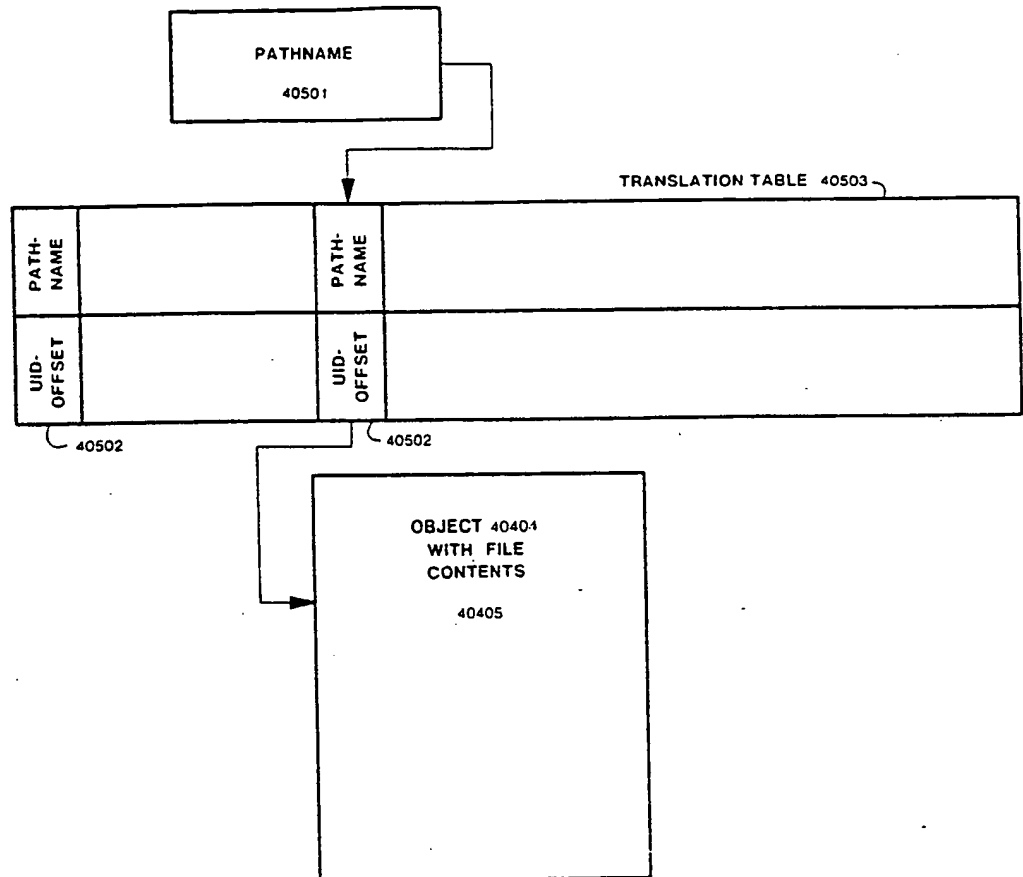 PATHNAME
40501
TRANSLATION TABLE 40503
PATH-
NAME
PATH-
NAME
UID-
OFFSET
UID-
OFFSET
40502
40502
OBJECT 40404
WITH FILE
CONTENTS
40405